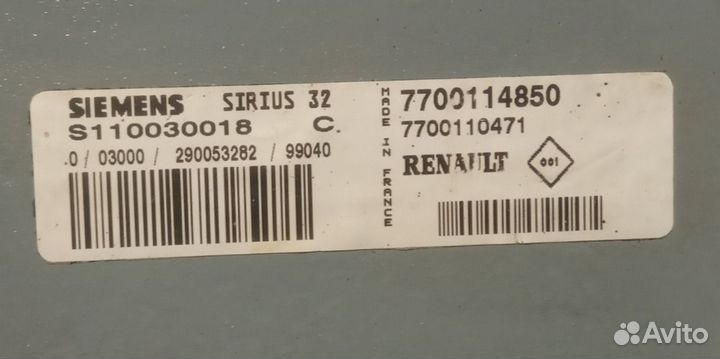 SIEMENS SIRIUS 32
S110030018 C.
.0 / 03000 / 290053282 / 99040
MADE IN FRANCE
7700114850
7700110471
RENAULT 001
Avito